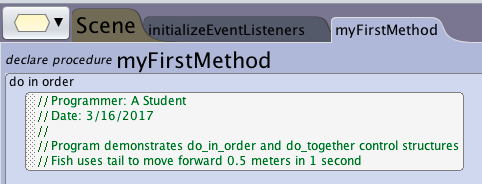 Scene initializeEventListeners myFirstMethod
declare procedure myFirstMethod
do in order
// Programmer: A Student
// Date: 3/16/2017
//
// Program demonstrates do_in_order and do_together control structures
// Fish uses tail to move forward 0.5 meters in 1 second